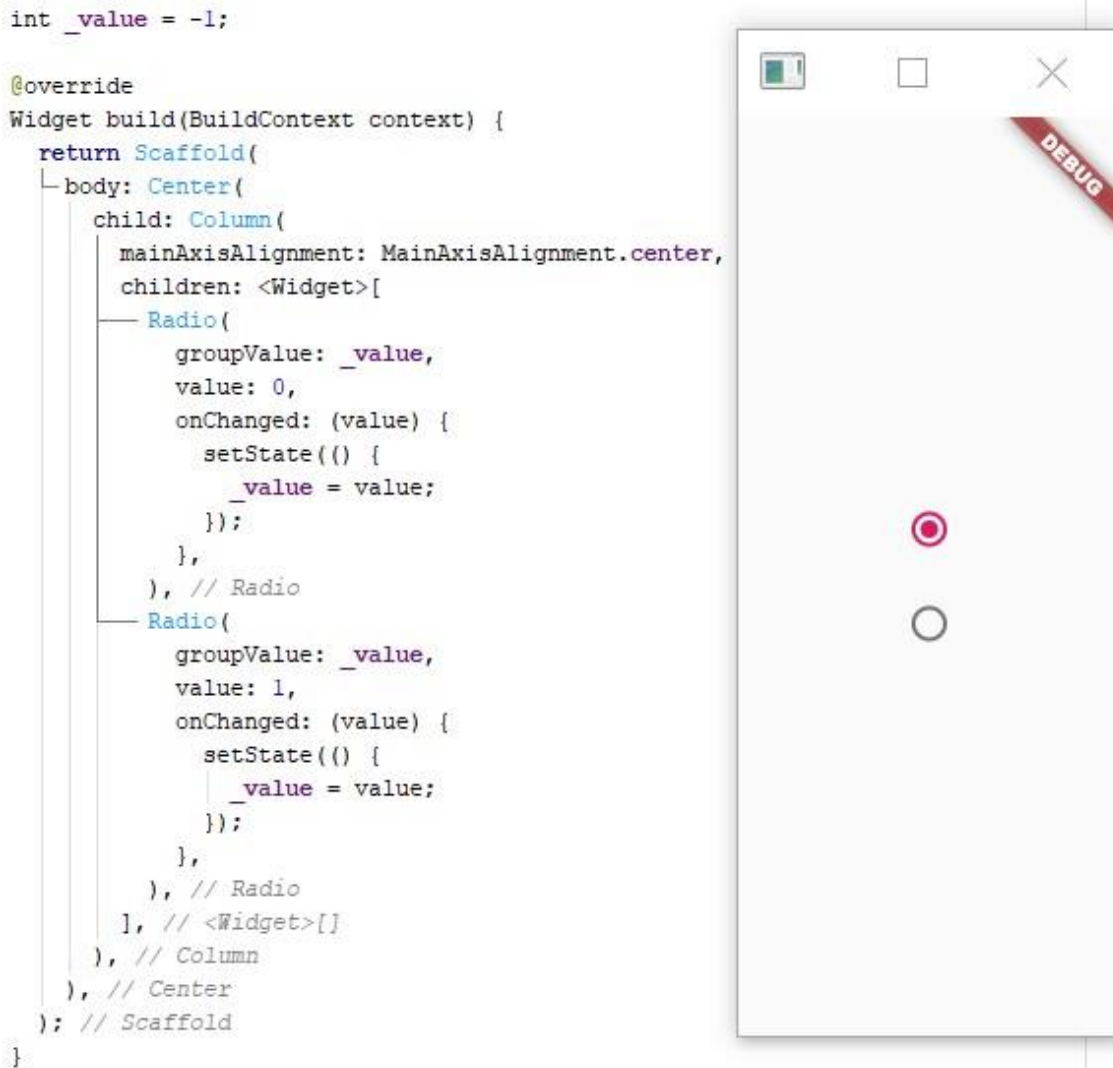 int _value = -1;
@override
Widget build(BuildContext context) {
return Scaffold(
body: Center(
child: Column(
mainAxisAlignment: MainAxisAlignment.center,
children: <Widget>[
Radio(
groupValue: _value,
value: 0,
onChanged: (value) {
setState(() {
_value = value;
});
},
), // Radio
Radio(
groupValue: _value,
value: 1,
onChanged: (value) {
setState(() {
_value = value;
});
},
), // Radio
], // <Widget>[]
), // Column
), // Center
); // Scaffold
}
DEBUG